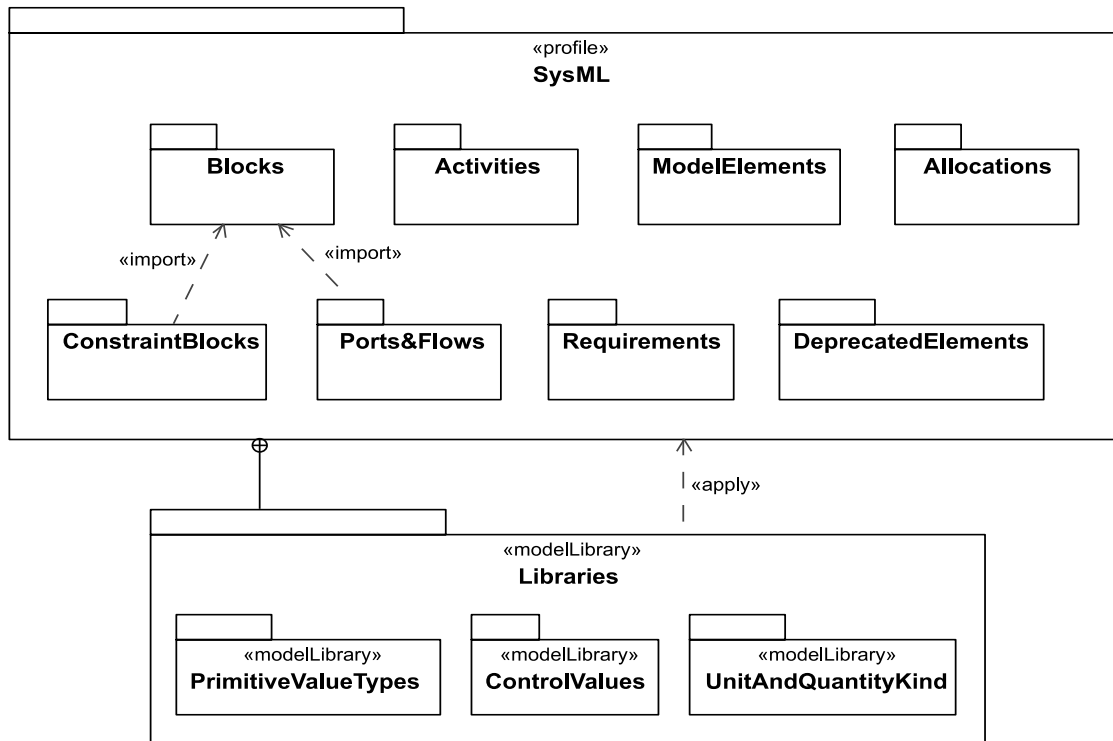 «profile»
SysML
Blocks
Activities
ModelElements
Allocations
«import»
«import»
ConstraintBlocks
Ports&Flows
Requirements
DeprecatedElements
«apply»
«modelLibrary»
Libraries
«modelLibrary»
PrimitiveValueTypes
«modelLibrary»
ControlValues
«modelLibrary»
UnitAndQuantityKind